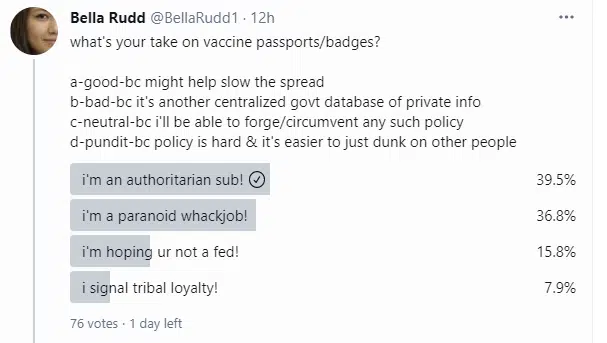 Bella Rudd @BellaRudd1 · 12h
what's your take on vaccine passports/badges?
a-good-bc might help slow the spread
b-bad-bc it's another centralized govt database of private info
c-neutral-bc i'll be able to forge/circumvent any such policy
d-pundit-bc policy is hard & it's easier to just dunk on other people
i'm an authoritarian sub! 39.5%
i'm a paranoid whackjob! 36.8%
i'm hoping ur not a fed! 15.8%
i signal tribal loyalty! 7.9%
76 votes · 1 day left